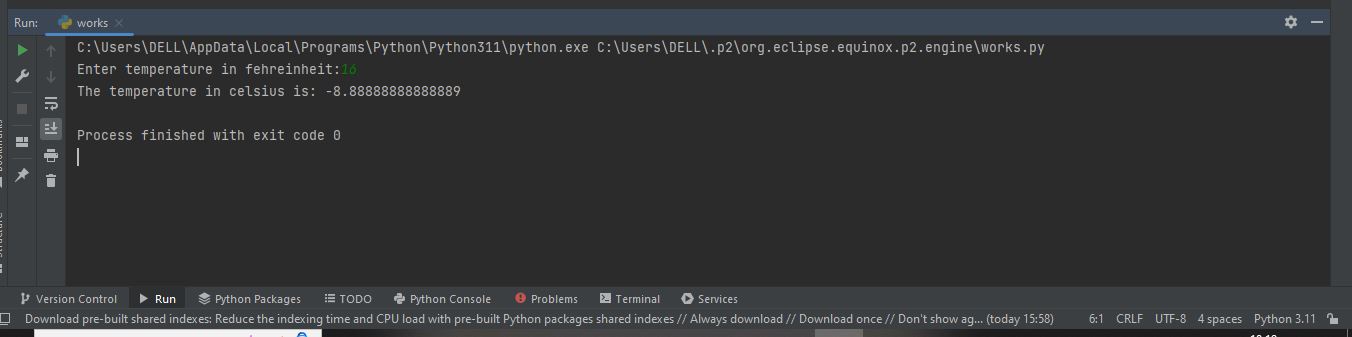 Run: works
C:\Users\DELL\AppData\Local\Programs\Python\Python311\python.exe C:\Users\DELL\.p2\org.eclipse.equinox.p2.engine\works.py
Enter temperature in fehreinheit:16
The temperature in celsius is: -8.88888888888889
Process finished with exit code 0
Structure
Version Control Run Python Packages TODO Python Console Problems Terminal Services
Download pre-built shared indexes: Reduce the indexing time and CPU load with pre-built Python packages shared indexes // Always download // Download once // Don't show ag... (today 15:58) 6:1 CRLF UTF-8 4 spaces Python 3.11